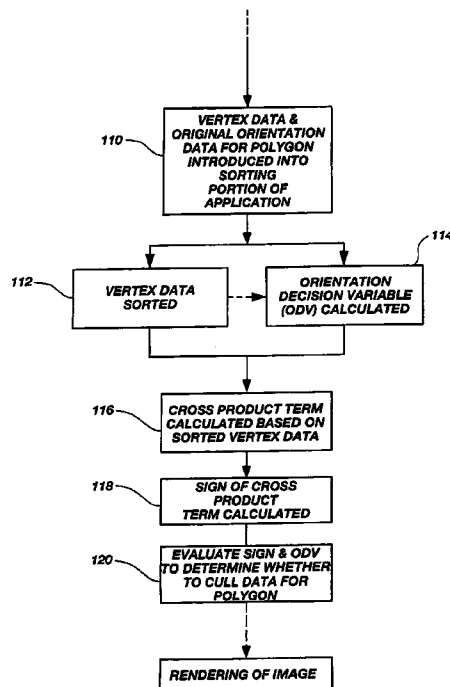 110
VERTEX DATA &
ORIGINAL ORIENTATION
DATA FOR POLYGON
INTRODUCED INTO
SORTING
PORTION OF
APPLICATION
112
VERTEX DATA
SORTED
114
ORIENTATION
DECISION VARIABLE
(ODV) CALCULATED
116
CROSS PRODUCT TERM
CALCULATED BASED ON
SORTED VERTEX DATA
118
SIGN OF CROSS
PRODUCT
TERM CALCULATED
120
EVALUATE SIGN & ODV
TO DETERMINE WHETHER
TO CULL DATA FOR
POLYGON
RENDERING OF IMAGE